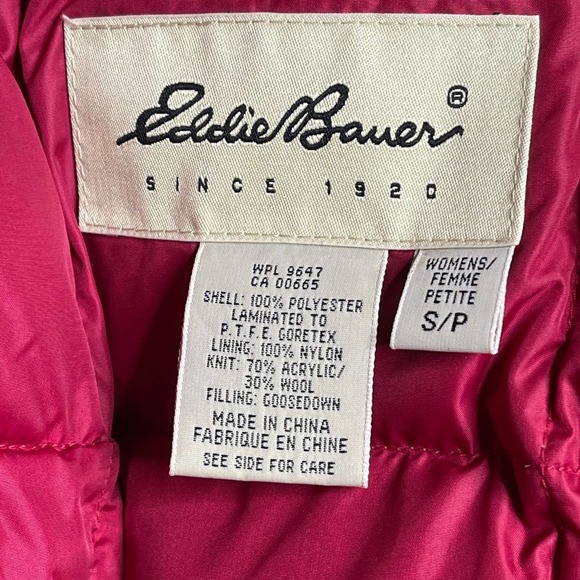 Eddie Bauer®
SINCE 1920
WPL 9647
CA 00665
SHELL: 100% POLYESTER
LAMINATED TO
P.T.F.E. GORETEX
LINING: 100% NYLON
KNIT: 70% ACRYLIC/
30% WOOL
FILLING: GOOSEDOWN
MADE IN CHINA
FABRIQUE EN CHINE
SEE SIDE FOR CARE
WOMENS/
FEMME
PETITE
S/P